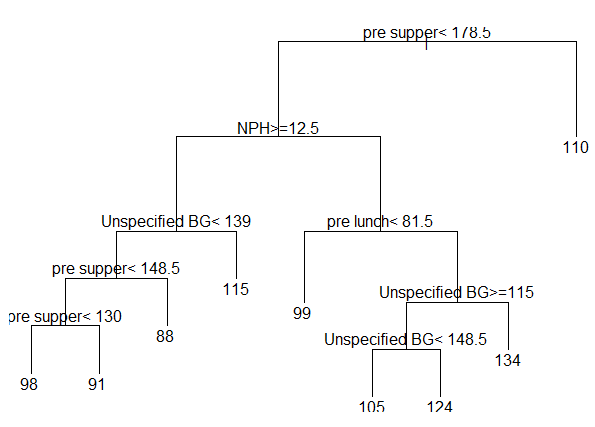 pre supper< 178.5
NPH>=12.5
110
Unspecified BG< 139
pre lunch< 81.5
pre supper< 148.5
115
Unspecified BG>=115
99
pre supper< 130
88
Unspecified BG< 148.5
134
98
91
105
124